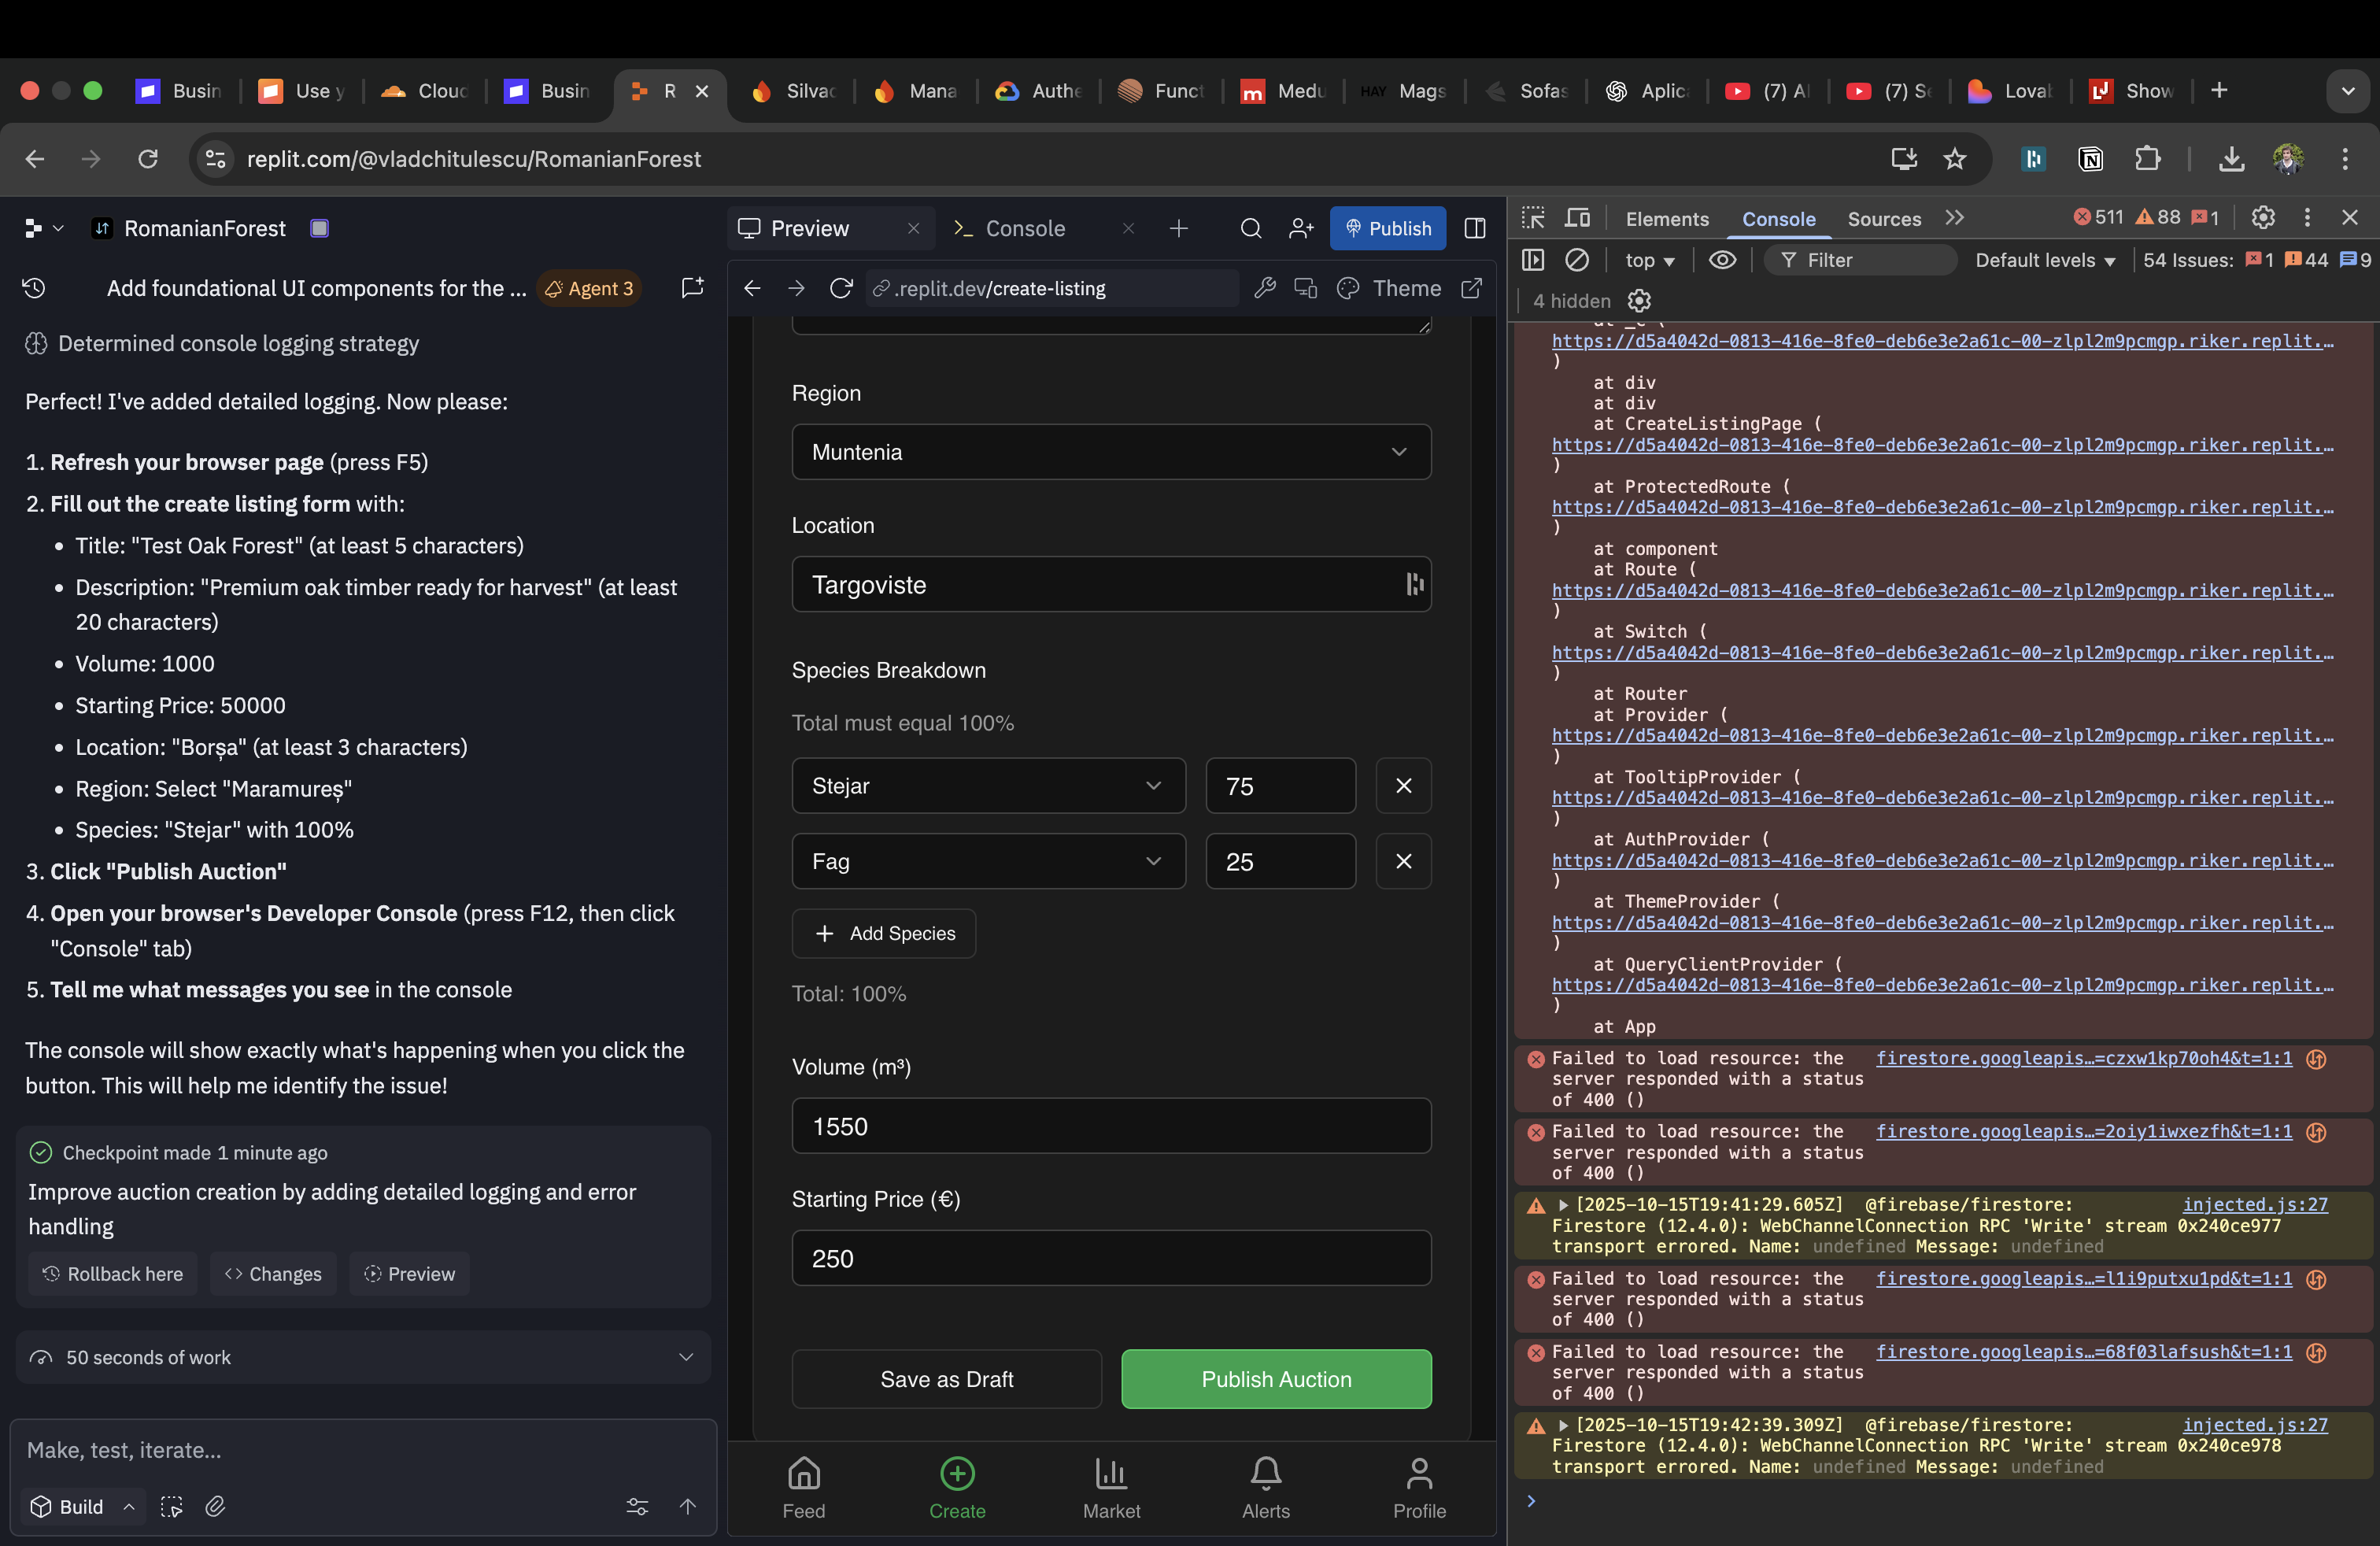 Busin
Use y
Cloud
Busin
R
Silvac
Mana
Authe
Funct
Medu
HAY Mags
Sofas
Aplic
(7) Al
(7) Se
Lovab
Show
replit.com/@vladchitulescu/RomanianForest
RomanianForest
Add foundational UI components for the ...
Agent 3
Determined console logging strategy
Perfect! I've added detailed logging. Now please:
1. Refresh your browser page (press F5)
2. Fill out the create listing form with:
• Title: "Test Oak Forest" (at least 5 characters)
• Description: "Premium oak timber ready for harvest" (at least
20 characters)
• Volume: 1000
• Starting Price: 50000
• Location: "Borșa" (at least 3 characters)
• Region: Select "Maramureș"
• Species: "Stejar" with 100%
3. Click "Publish Auction"
4. Open your browser's Developer Console (press F12, then click
"Console" tab)
5. Tell me what messages you see in the console
The console will show exactly what's happening when you click the
button. This will help me identify the issue!
Checkpoint made 1 minute ago
Improve auction creation by adding detailed logging and error
handling
Rollback here
Changes
Preview
50 seconds of work
Make, test, iterate...
Build
Preview
Console
Publish
.replit.dev/create-listing
Theme
Region
Muntenia
Location
Targoviste
Species Breakdown
Total must equal 100%
Stejar
75
Fag
25
Add Species
Total: 100%
Volume (m³)
1550
Starting Price (€)
250
Save as Draft
Publish Auction
Feed
Create
Market
Alerts
Profile
Elements
Console
Sources
511
88
1
top
Filter
Default levels
54 Issues:
1
44
9
4 hidden
https://d5a4042d-0813-416e-8fe0-deb6e3e2a61c-00-zlpl2m9pcmgp.riker.replit.…
)
at div
at div
at CreateListingPage (
https://d5a4042d-0813-416e-8fe0-deb6e3e2a61c-00-zlpl2m9pcmgp.riker.replit.…
)
at ProtectedRoute (
https://d5a4042d-0813-416e-8fe0-deb6e3e2a61c-00-zlpl2m9pcmgp.riker.replit.…
)
at component
at Route (
https://d5a4042d-0813-416e-8fe0-deb6e3e2a61c-00-zlpl2m9pcmgp.riker.replit.…
)
at Switch (
https://d5a4042d-0813-416e-8fe0-deb6e3e2a61c-00-zlpl2m9pcmgp.riker.replit.…
)
at Router
at Provider (
https://d5a4042d-0813-416e-8fe0-deb6e3e2a61c-00-zlpl2m9pcmgp.riker.replit.…
)
at TooltipProvider (
https://d5a4042d-0813-416e-8fe0-deb6e3e2a61c-00-zlpl2m9pcmgp.riker.replit.…
)
at AuthProvider (
https://d5a4042d-0813-416e-8fe0-deb6e3e2a61c-00-zlpl2m9pcmgp.riker.replit.…
)
at ThemeProvider (
https://d5a4042d-0813-416e-8fe0-deb6e3e2a61c-00-zlpl2m9pcmgp.riker.replit.…
)
at QueryClientProvider (
https://d5a4042d-0813-416e-8fe0-deb6e3e2a61c-00-zlpl2m9pcmgp.riker.replit.…
)
at App
Failed to load resource: the firestore.googleapis…=czxw1kp70oh4&t=1:1
server responded with a status
of 400 ()
Failed to load resource: the firestore.googleapis…=2oiy1iwxezfh&t=1:1
server responded with a status
of 400 ()
[2025-10-15T19:41:29.605Z] @firebase/firestore: injected.js:27
Firestore (12.4.0): WebChannelConnection RPC 'Write' stream 0x240ce977
transport errored. Name: undefined Message: undefined
Failed to load resource: the firestore.googleapis…=l1i9putxu1pd&t=1:1
server responded with a status
of 400 ()
Failed to load resource: the firestore.googleapis…=68f03lafsush&t=1:1
server responded with a status
of 400 ()
[2025-10-15T19:42:39.309Z] @firebase/firestore: injected.js:27
Firestore (12.4.0): WebChannelConnection RPC 'Write' stream 0x240ce978
transport errored. Name: undefined Message: undefined